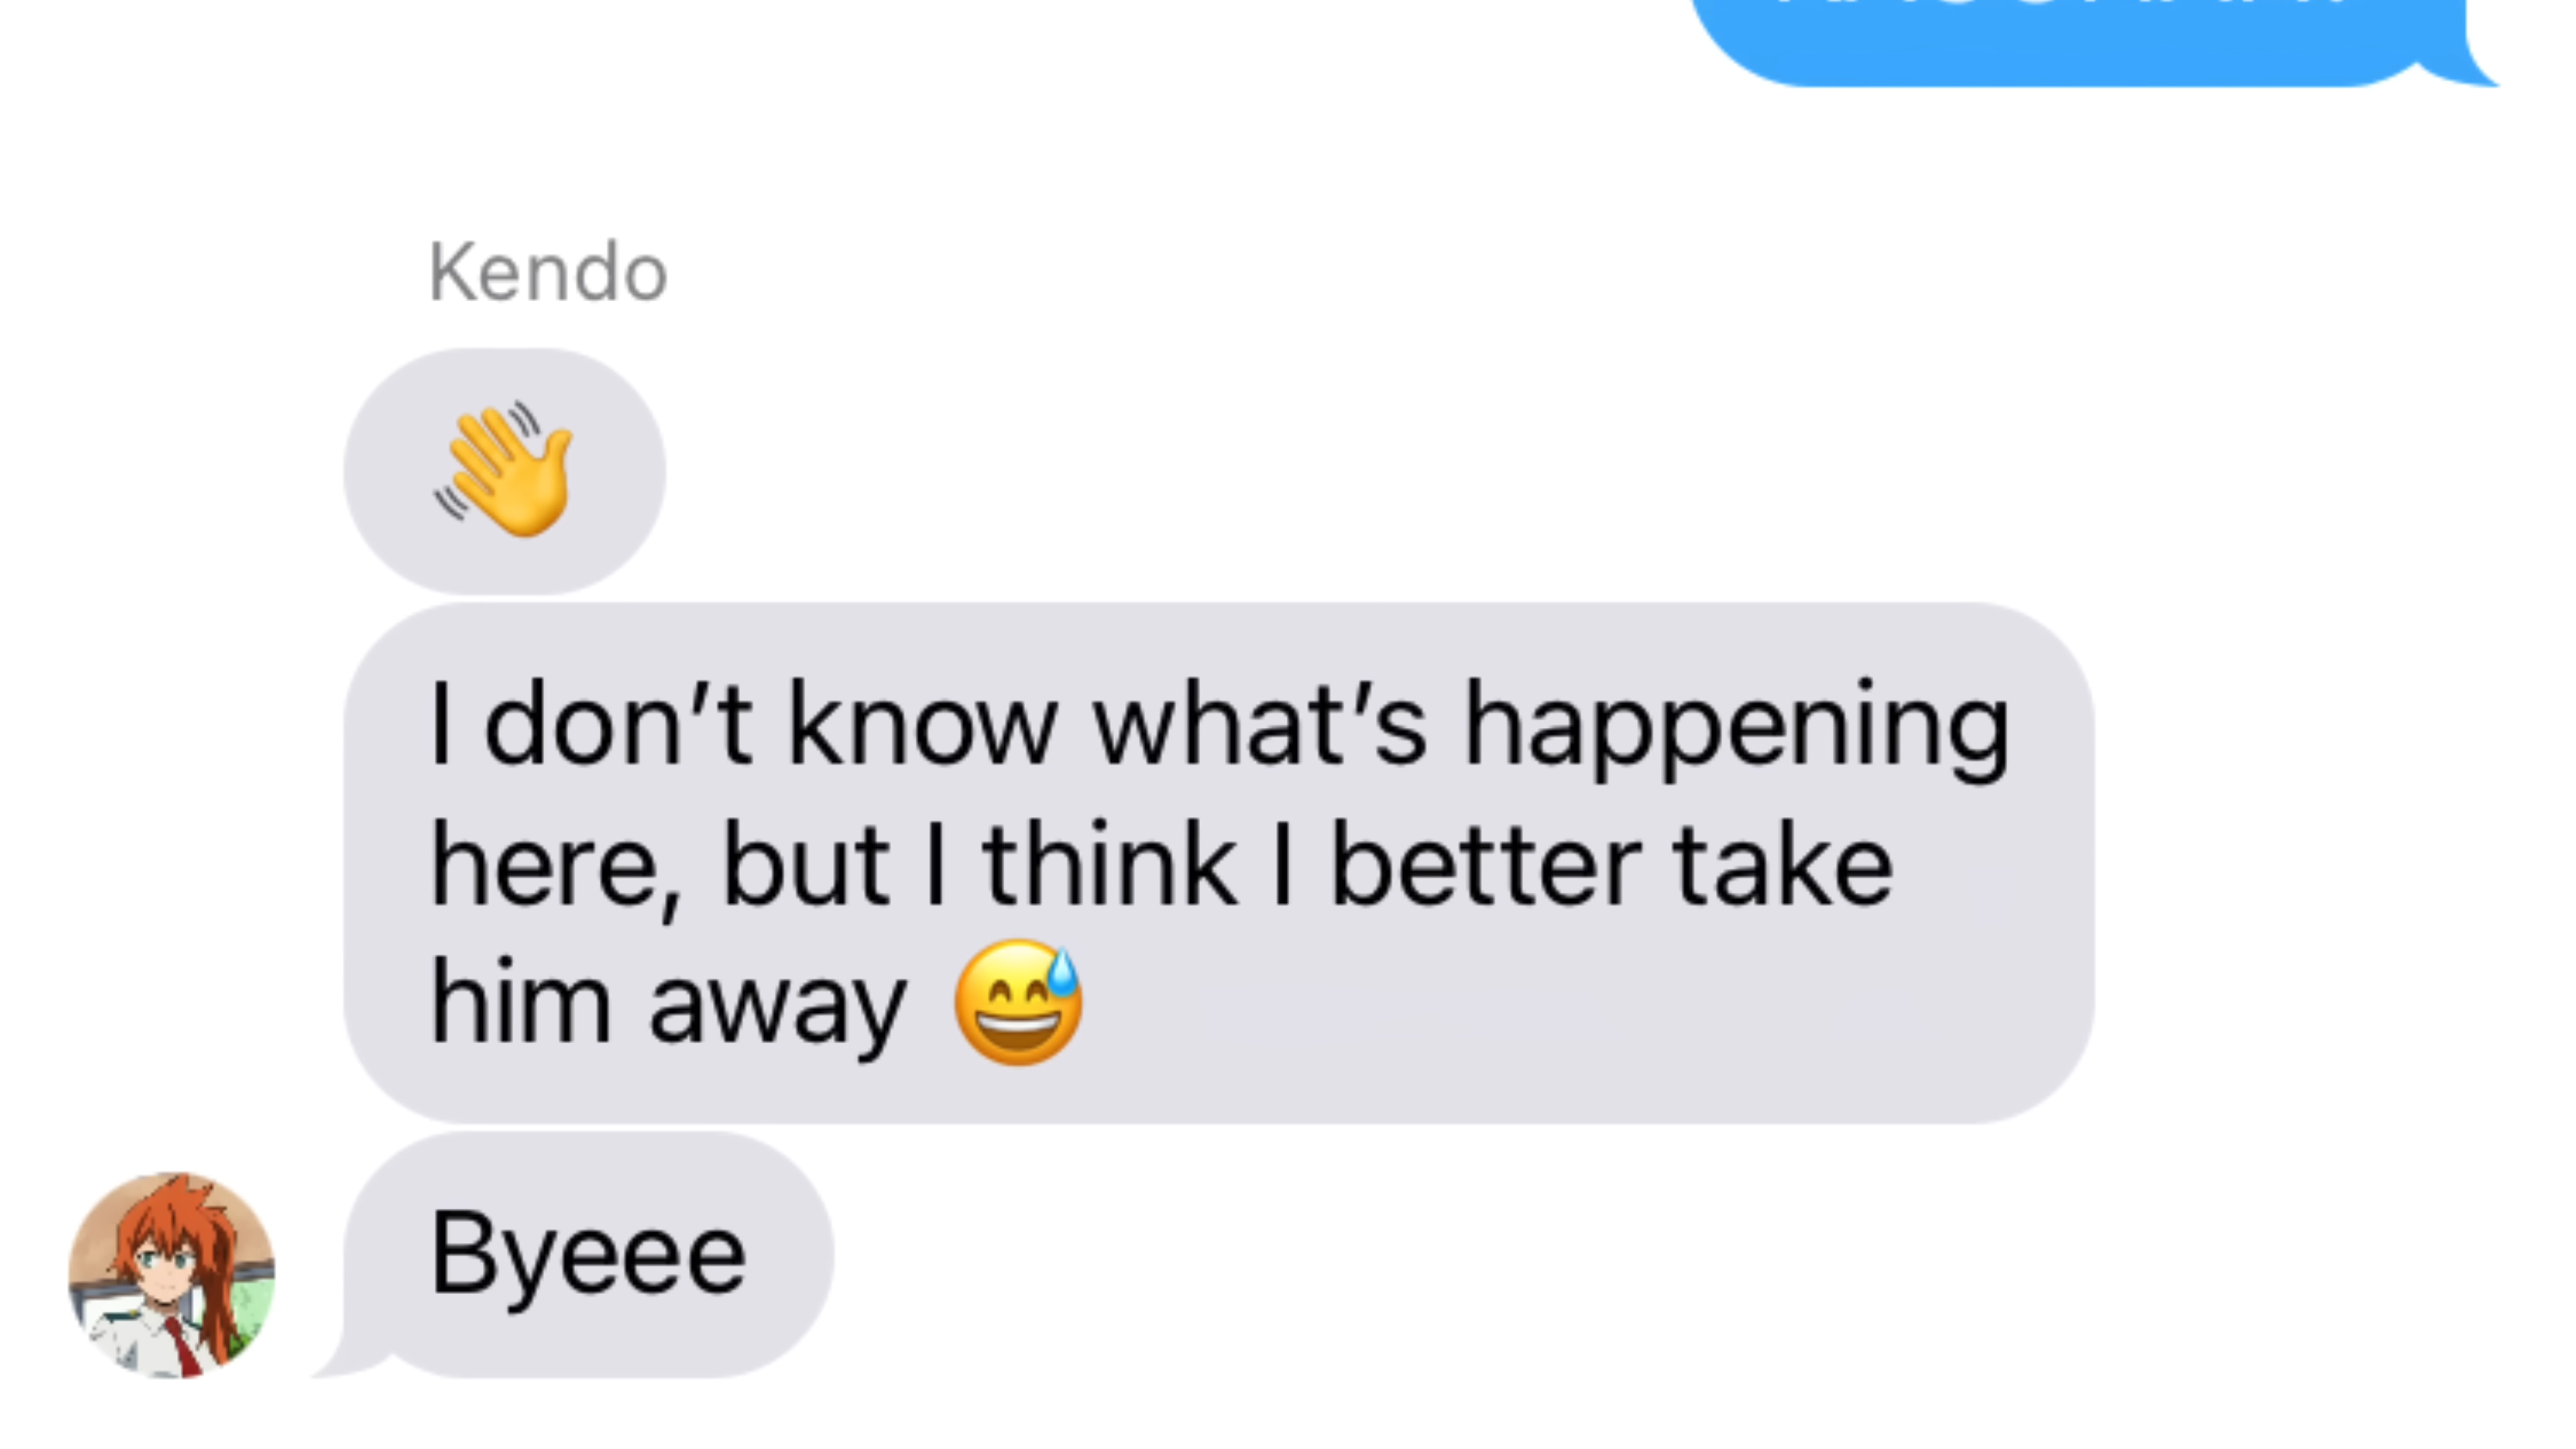 Kendo
👋
I don’t know what’s happening
here, but I think I better take
him away 😅
Byeee